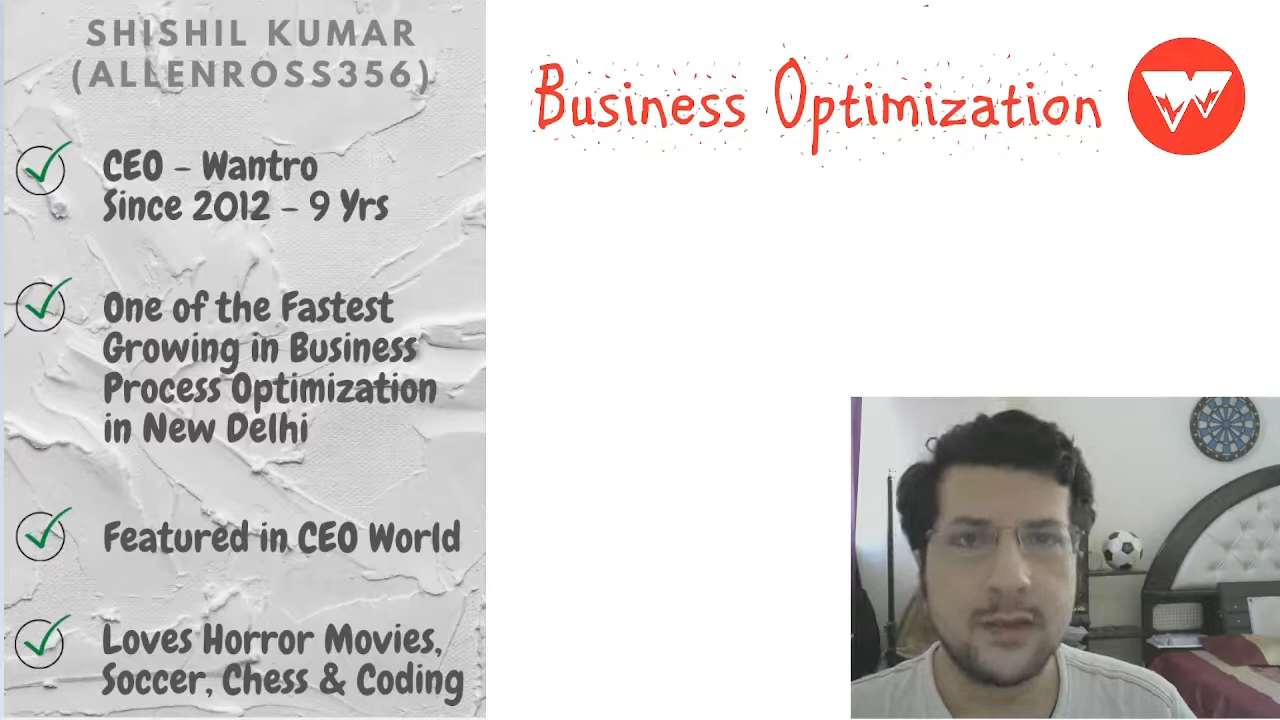 SHISHIL KUMAR
(ALLENROSS356)
CEO - Wantro
Since 2012 - 9 Yrs
One of the Fastest
Growing in Business
Process Optimization
in New Delhi
Featured in CEO World
Loves Horror Movies,
Soccer, Chess & Coding
Business Optimization